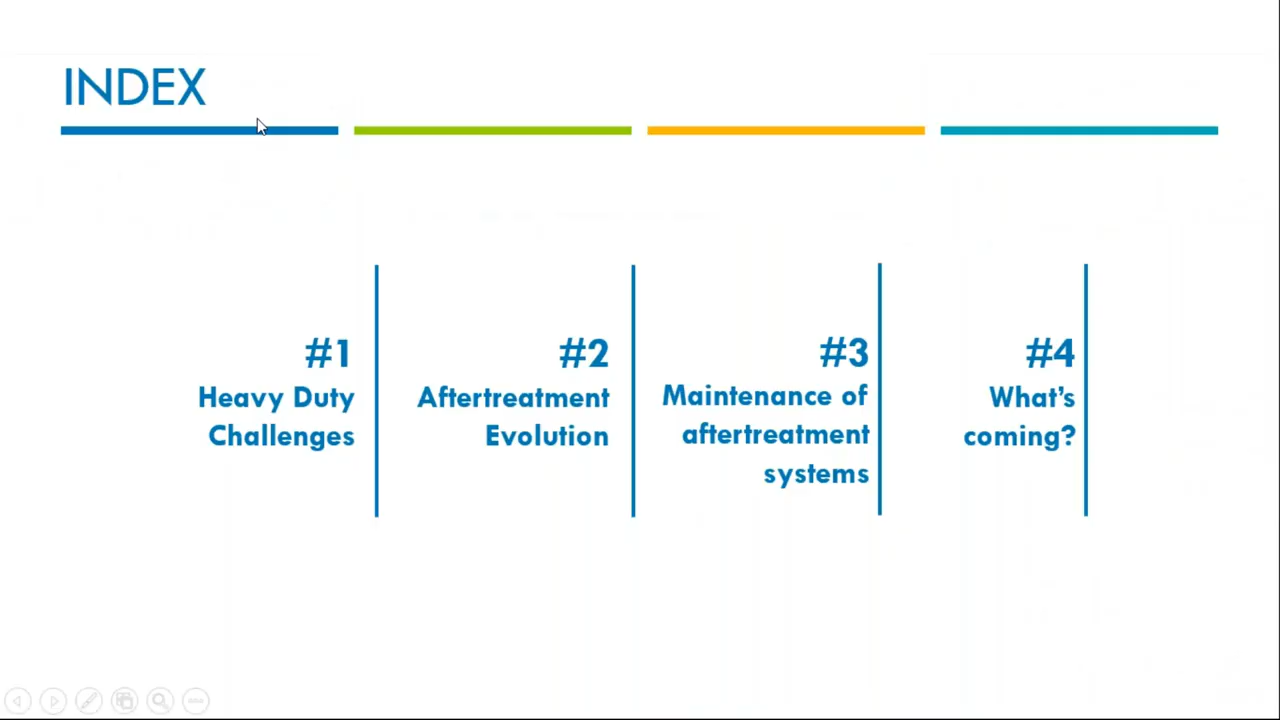 INDEX
#1
Heavy Duty
Challenges
#2
Aftertreatment
Evolution
#3
Maintenance of
aftertreatment
systems
#4
What's
coming?